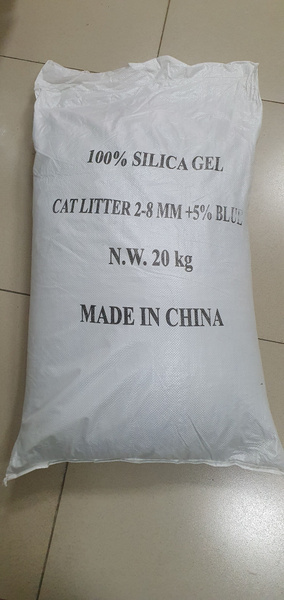 100% SILICA GEL
CAT LITTER 2-8 MM +5% BLUE
N.W. 20 kg
MADE IN CHINA